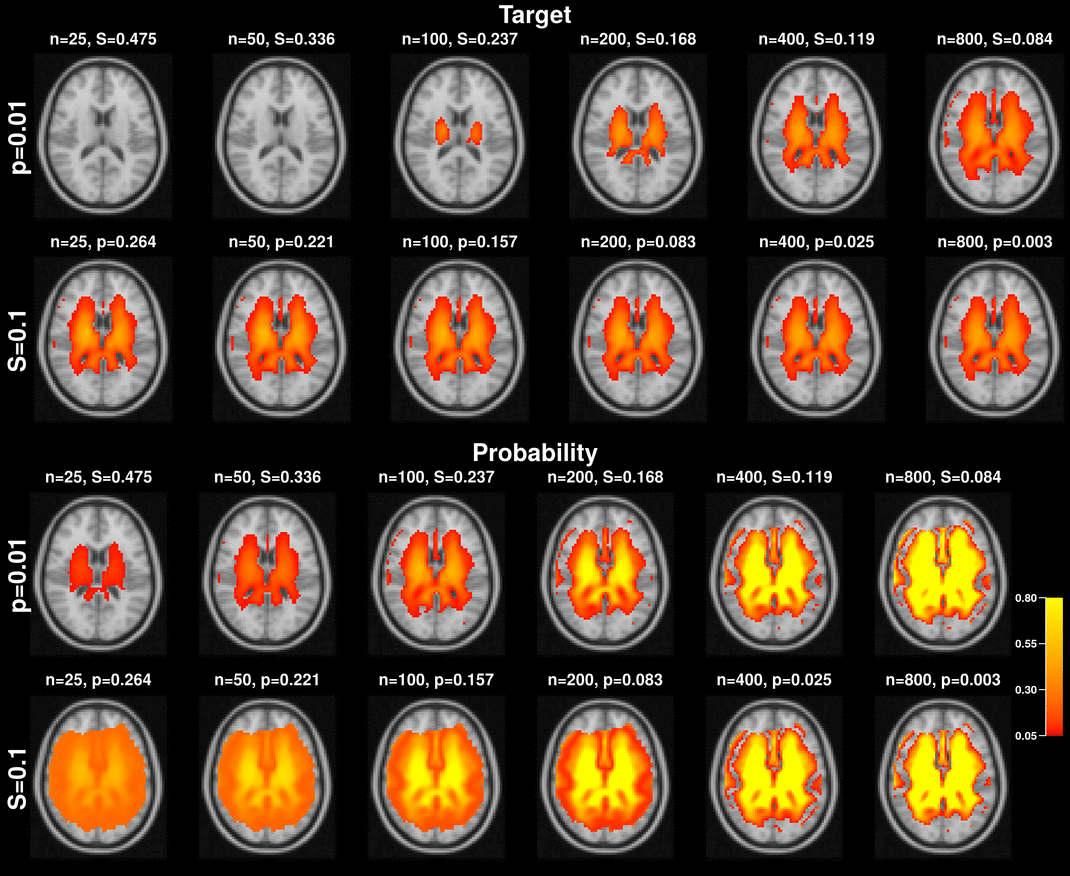 Target
n=25, S=0.475 n=50, S=0.336 n=100, S=0.237 n=200, S=0.168 n=400, S=0.119 n=800, S=0.084
p=0.01
n=25, p=0.264 n=50, p=0.221 n=100, p=0.157 n=200, p=0.083 n=400, p=0.025 n=800, p=0.003
S=0.1
Probability
n=25, S=0.475 n=50, S=0.336 n=100, S=0.237 n=200, S=0.168 n=400, S=0.119 n=800, S=0.084
p=0.01
0.80
0.55
n=25, p=0.264 n=50, p=0.221 n=100, p=0.157 n=200, p=0.083 n=400, p=0.025 n=800, p=0.003
0.30
0.05
S=0.1